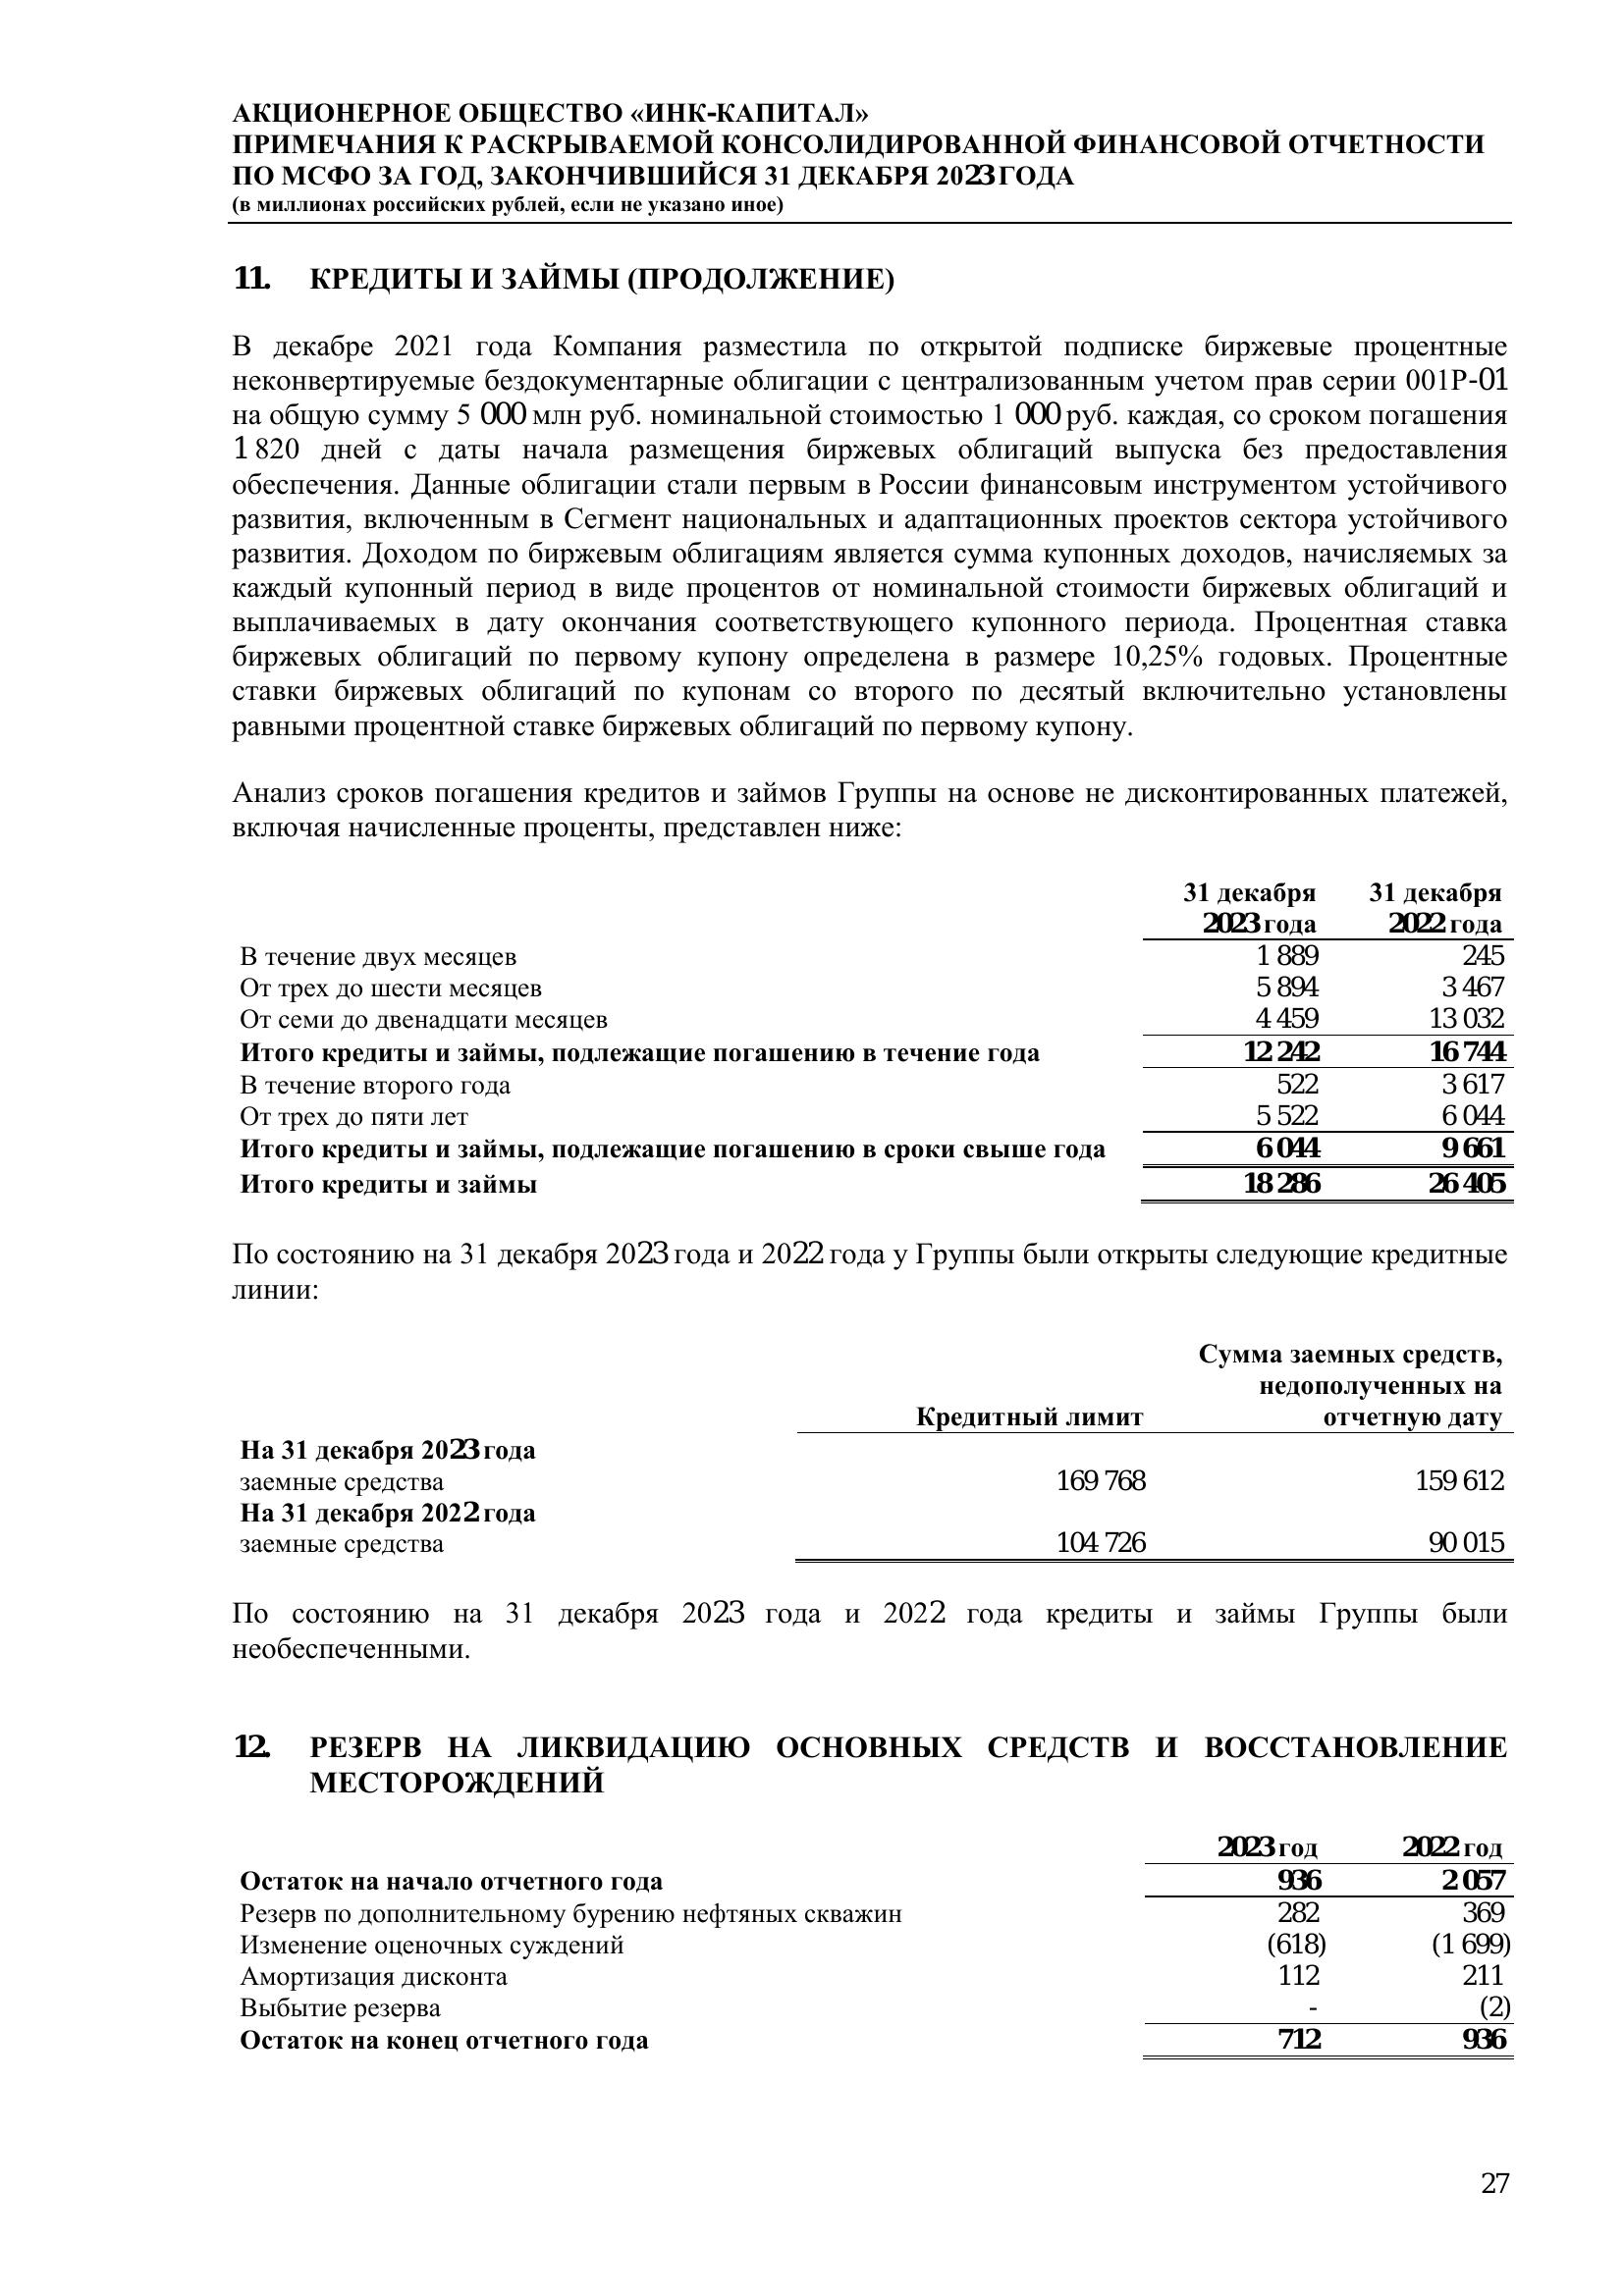 АКЦИОНЕРНОЕ ОБЩЕСТВО «ИНК-КАПИТАЛ»
ПРИМЕЧАНИЯ К РАСКРЫВАЕМОЙ КОНСОЛИДИРОВАННОЙ ФИНАНСОВОЙ ОТЧЕТНОСТИ
ПО МСФО ЗА ГОД, ЗАКОНЧИВШИЙСЯ 31 ДЕКАБРЯ 2023 ГОДА
(в миллионах российских рублей, если не указано иное)
11. КРЕДИТЫ И ЗАЙМЫ (ПРОДОЛЖЕНИЕ)
В декабре 2021 года Компания разместила по открытой подписке биржевые процентные
неконвертируемые бездокументарные облигации с централизованным учетом прав серии 001P-01
на общую сумму 5 000 млн руб. номинальной стоимостью 1 000 руб. каждая, со сроком погашения
1 820 дней с даты начала размещения биржевых облигаций выпуска без предоставления
обеспечения. Данные облигации стали первым в России финансовым инструментом устойчивого
развития, включенным в Сегмент национальных и адаптационных проектов сектора устойчивого
развития. Доходом по биржевым облигациям является сумма купонных доходов, начисляемых за
каждый купонный период в виде процентов от номинальной стоимости биржевых облигаций и
выплачиваемых в дату окончания соответствующего купонного периода. Процентная ставка
биржевых облигаций по первому купону определена в размере 10,25% годовых. Процентные
ставки биржевых облигаций по купонам со второго по десятый включительно установлены
равными процентной ставке биржевых облигаций по первому купону.
Анализ сроков погашения кредитов и займов Группы на основе не дисконтированных платежей,
включая начисленные проценты, представлен ниже:
31 декабря 31 декабря
2023 года 2022 года
В течение двух месяцев 1 889 245
От трех до шести месяцев 5 894 3 467
От семи до двенадцати месяцев 4 459 13 032
Итого кредиты и займы, подлежащие погашению в течение года 12 242 16 744
В течение второго года 522 3 617
От трех до пяти лет 5 522 6 044
Итого кредиты и займы, подлежащие погашению в сроки свыше года 6 044 9 661
Итого кредиты и займы 18 286 26 405
По состоянию на 31 декабря 2023 года и 2022 года у Группы были открыты следующие кредитные
линии:
Сумма заемных средств,
недополученных на
Кредитный лимит отчетную дату
На 31 декабря 2023 года
заемные средства 169 768 159 612
На 31 декабря 2022 года
заемные средства 104 726 90 015
По состоянию на 31 декабря 2023 года и 2022 года кредиты и займы Группы были
необеспеченными.
12. РЕЗЕРВ НА ЛИКВИДАЦИЮ ОСНОВНЫХ СРЕДСТВ И ВОССТАНОВЛЕНИЕ
МЕСТОРОЖДЕНИЙ
2023 год 2022 год
Остаток на начало отчетного года 936 2 057
Резерв по дополнительному бурению нефтяных скважин 282 369
Изменение оценочных суждений (618) (1 699)
Амортизация дисконта 112 211
Выбытие резерва - (2)
Остаток на конец отчетного года 712 936
27